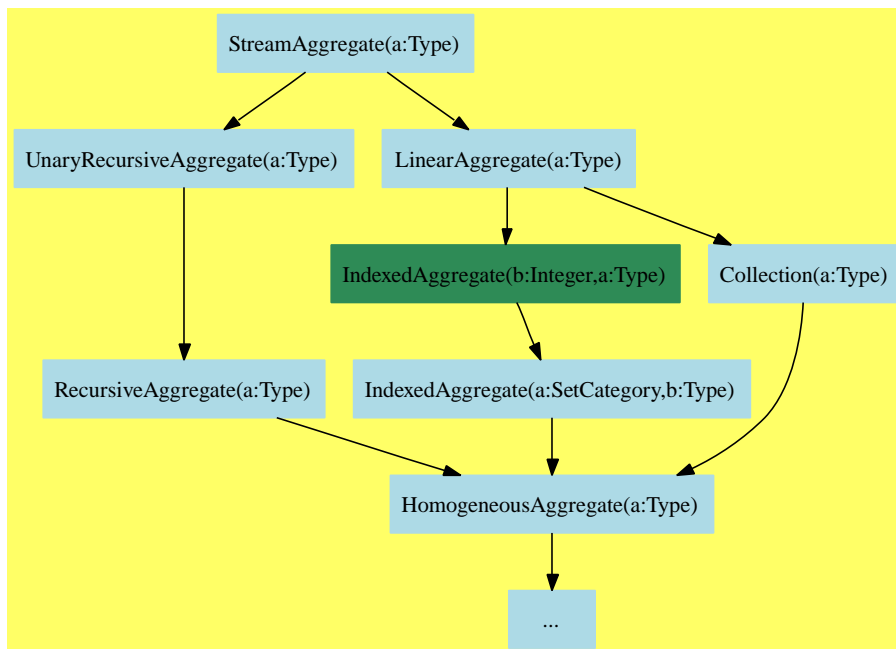 StreamAggregate(a:Type)
UnaryRecursiveAggregate(a:Type)
LinearAggregate(a:Type)
IndexedAggregate(b:Integer,a:Type)
Collection(a:Type)
RecursiveAggregate(a:Type)
IndexedAggregate(a:SetCategory,b:Type)
HomogeneousAggregate(a:Type)
...